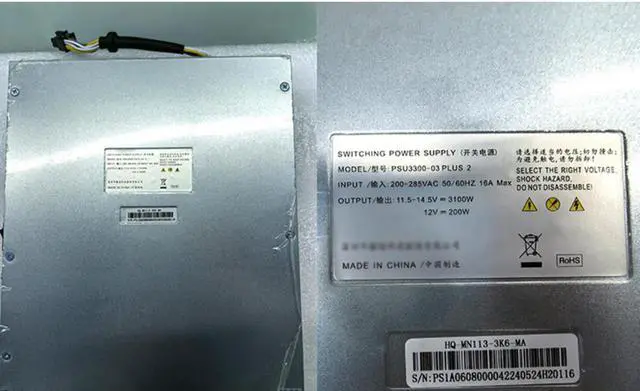 SWITCHING POWER SUPPLY (开关电源)
MODEL/型号: PSU3300-03 PLUS 2
INPUT/输入: 200-285VAC 50/60HZ 16A Max
OUTPUT/输出: 11.5-14.5V ⎓ 3100W
12V ⎓ 200W
MADE IN CHINA /中国制造
请选择适当的电压;切勿撞击;
为避免触电,请勿拆卸!
SELECT THE RIGHT VOLTAGE,
SHOCK HAZARD,
DO NOT DISASSEMBLE!
RoHS
HQ-MN113-3K6-MA
S/N:PS1A0608000042240524H20116